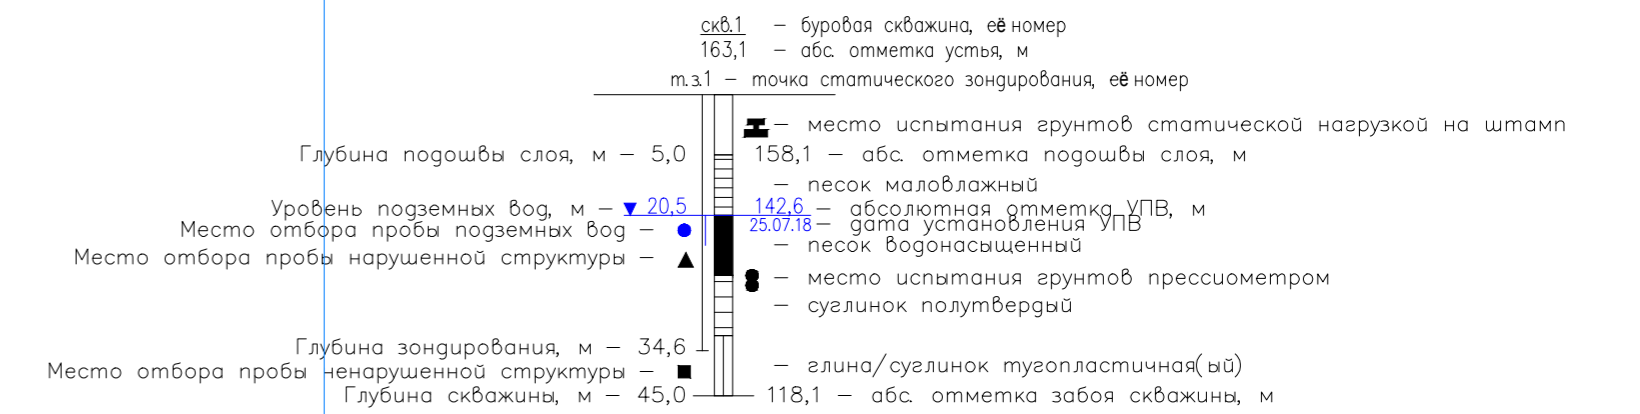 скв.1 — буровая скважина, её номер
163,1 — абс. отметка устья, м
т.з.1 — точка статического зондирования, её номер
— место испытания грунтов статической нагрузкой на штамп
Глубина подошвы слоя, м — 5,0 158,1 — абс. отметка подошвы слоя, м
— песок маловлажный
Уровень подземных вод, м — 20,5 142,6 — абсолютная отметка УПВ, м
Место отбора пробы подземных вод — 25.07.18 — дата установления УПВ
— песок водонасыщенный
Место отбора пробы нарушенной структуры —
— место испытания грунтов прессиометром
— суглинок полутвердый
Глубина зондирования, м — 34,6
— глина/суглинок тугопластичная(ый)
Место отбора пробы ненарушенной структуры —
Глубина скважины, м — 45,0 118,1 — абс. отметка забоя скважины, м